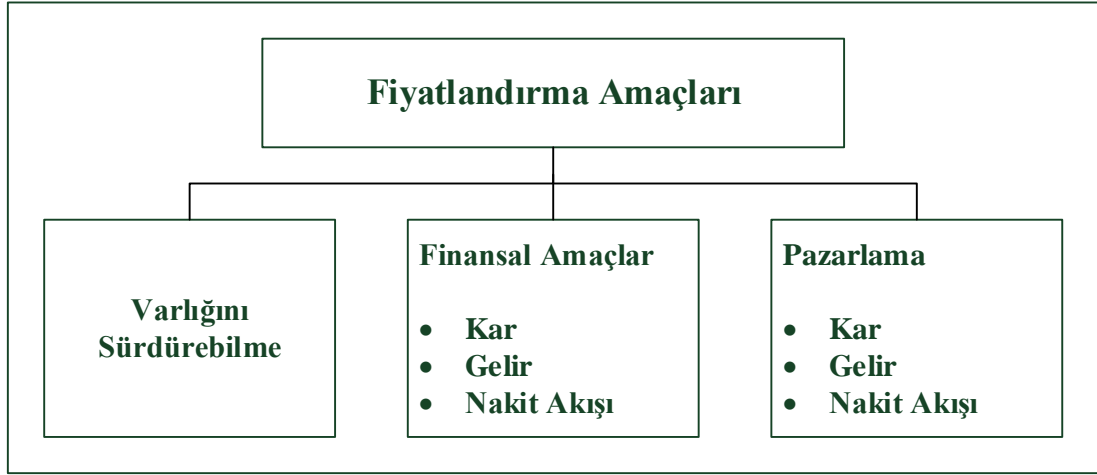 Fiyatlandırma Amaçları
Varlığını
Sürdürebilme
Finansal Amaçlar
• Kar
• Gelir
• Nakit Akışı
Pazarlama
• Kar
• Gelir
• Nakit Akışı